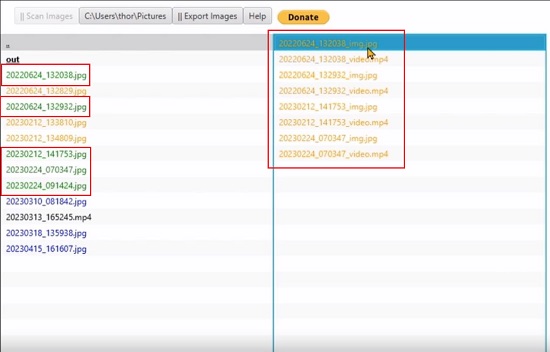 || Scan Images C:\Users\thor\Pictures || Export Images Help Donate
..
out
20220624_132038.jpg
20220624_132829.jpg
20220624_132932.jpg
20230212_133810.jpg
20230212_134809.jpg
20230212_141753.jpg
20230224_070347.jpg
20230224_091424.jpg
20230310_081842.jpg
20230313_165245.mp4
20230318_135938.jpg
20230415_161607.jpg
20220624_132038_img.jpg
20220624_132038_video.mp4
20220624_132932_img.jpg
20220624_132932_video.mp4
20230212_141753_img.jpg
20230212_141753_video.mp4
20230224_070347_img.jpg
20230224_070347_video.mp4